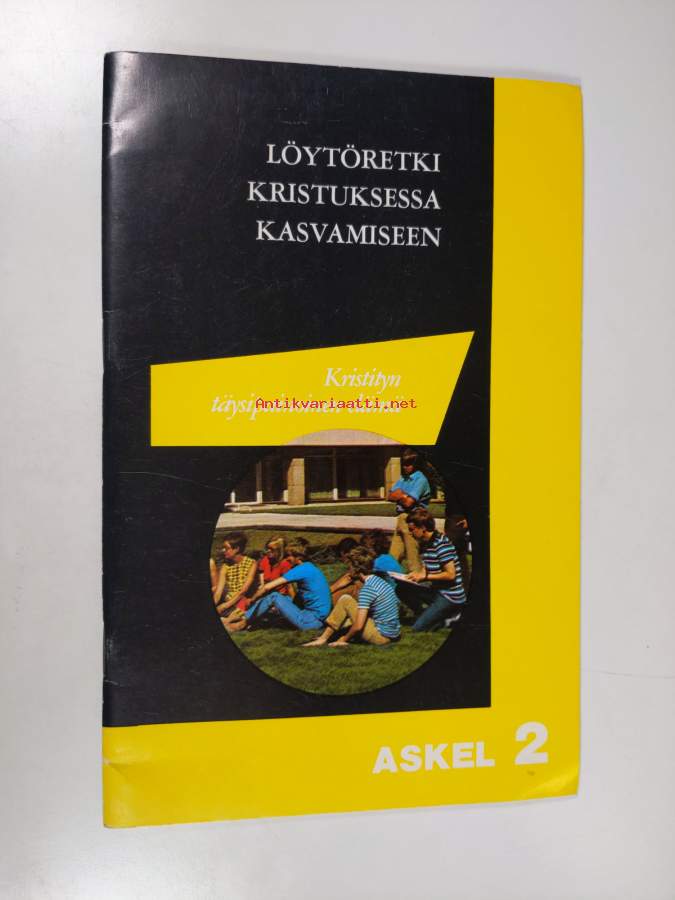 LÖYTÖRETKI
KRISTUKSESSA
KASVAMISEEN
Kristityn
Antikvariaatti.net
ASKEL 2